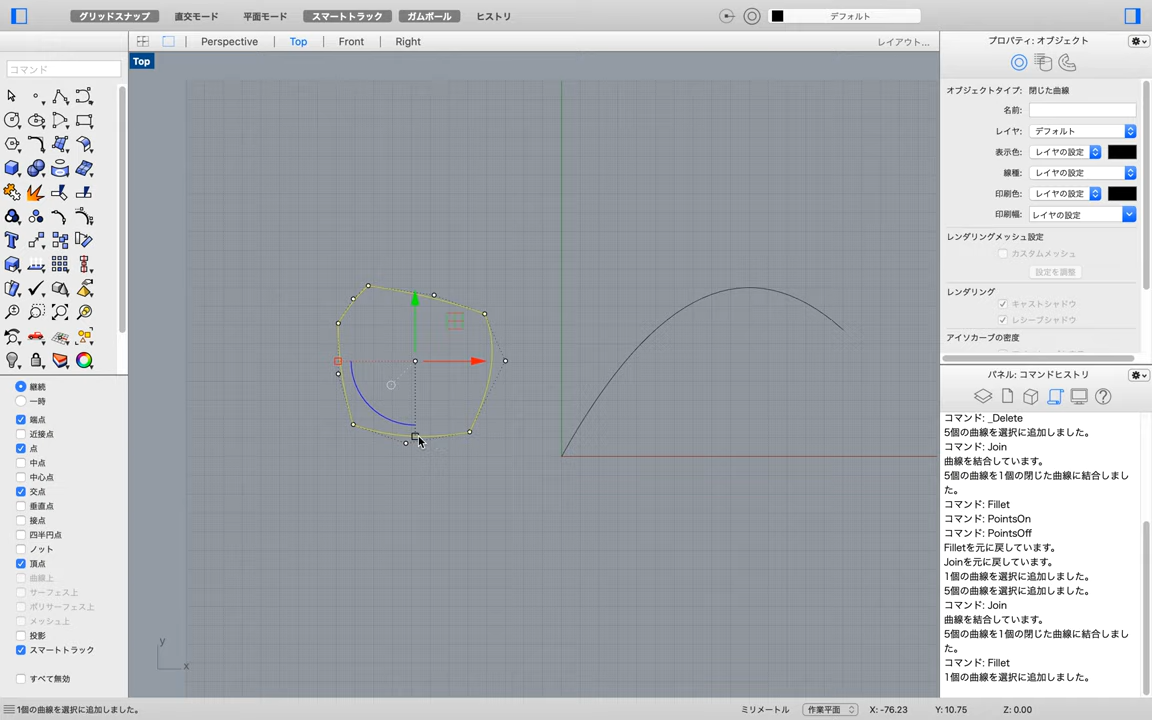 グリッドスナップ 直交モード 平面モード スマートトラック ガムボール ヒストリ デフォルト
Perspective Top Front Right レイアウト...
Top
コマンド
継続
一時
端点
近接点
点
中点
中心点
交点
垂直点
接点
四半円点
ノット
頂点
曲線上
サーフェス上
ポリサーフェス上
メッシュ上
投影
スマートトラック
すべて無効
y
x
プロパティ: オブジェクト
オブジェクトタイプ: 閉じた曲線
名前:
レイヤ: デフォルト
表示色: レイヤの設定
線種: レイヤの設定
印刷色: レイヤの設定
印刷幅: レイヤの設定
レンダリングメッシュ設定
カスタムメッシュ
設定を調整
レンダリング
キャストシャドウ
レシーブシャドウ
アイソカーブの密度
パネル: コマンドヒストリ
コマンド: _Delete
5個の曲線を選択に追加しました。
コマンド: Join
曲線を結合しています。
5個の曲線を1個の閉じた曲線に結合しまし
た。
コマンド: Fillet
コマンド: PointsOn
コマンド: PointsOff
Filletを元に戻しています。
Joinを元に戻しています。
1個の曲線を選択に追加しました。
5個の曲線を選択に追加しました。
コマンド: Join
曲線を結合しています。
5個の曲線を1個の閉じた曲線に結合しまし
た。
コマンド: Fillet
1個の曲線を選択に追加しました。
1個の曲線を選択に追加しました。 ミリメートル 作業平面 X: -76.23 Y: 10.75 Z: 0.00